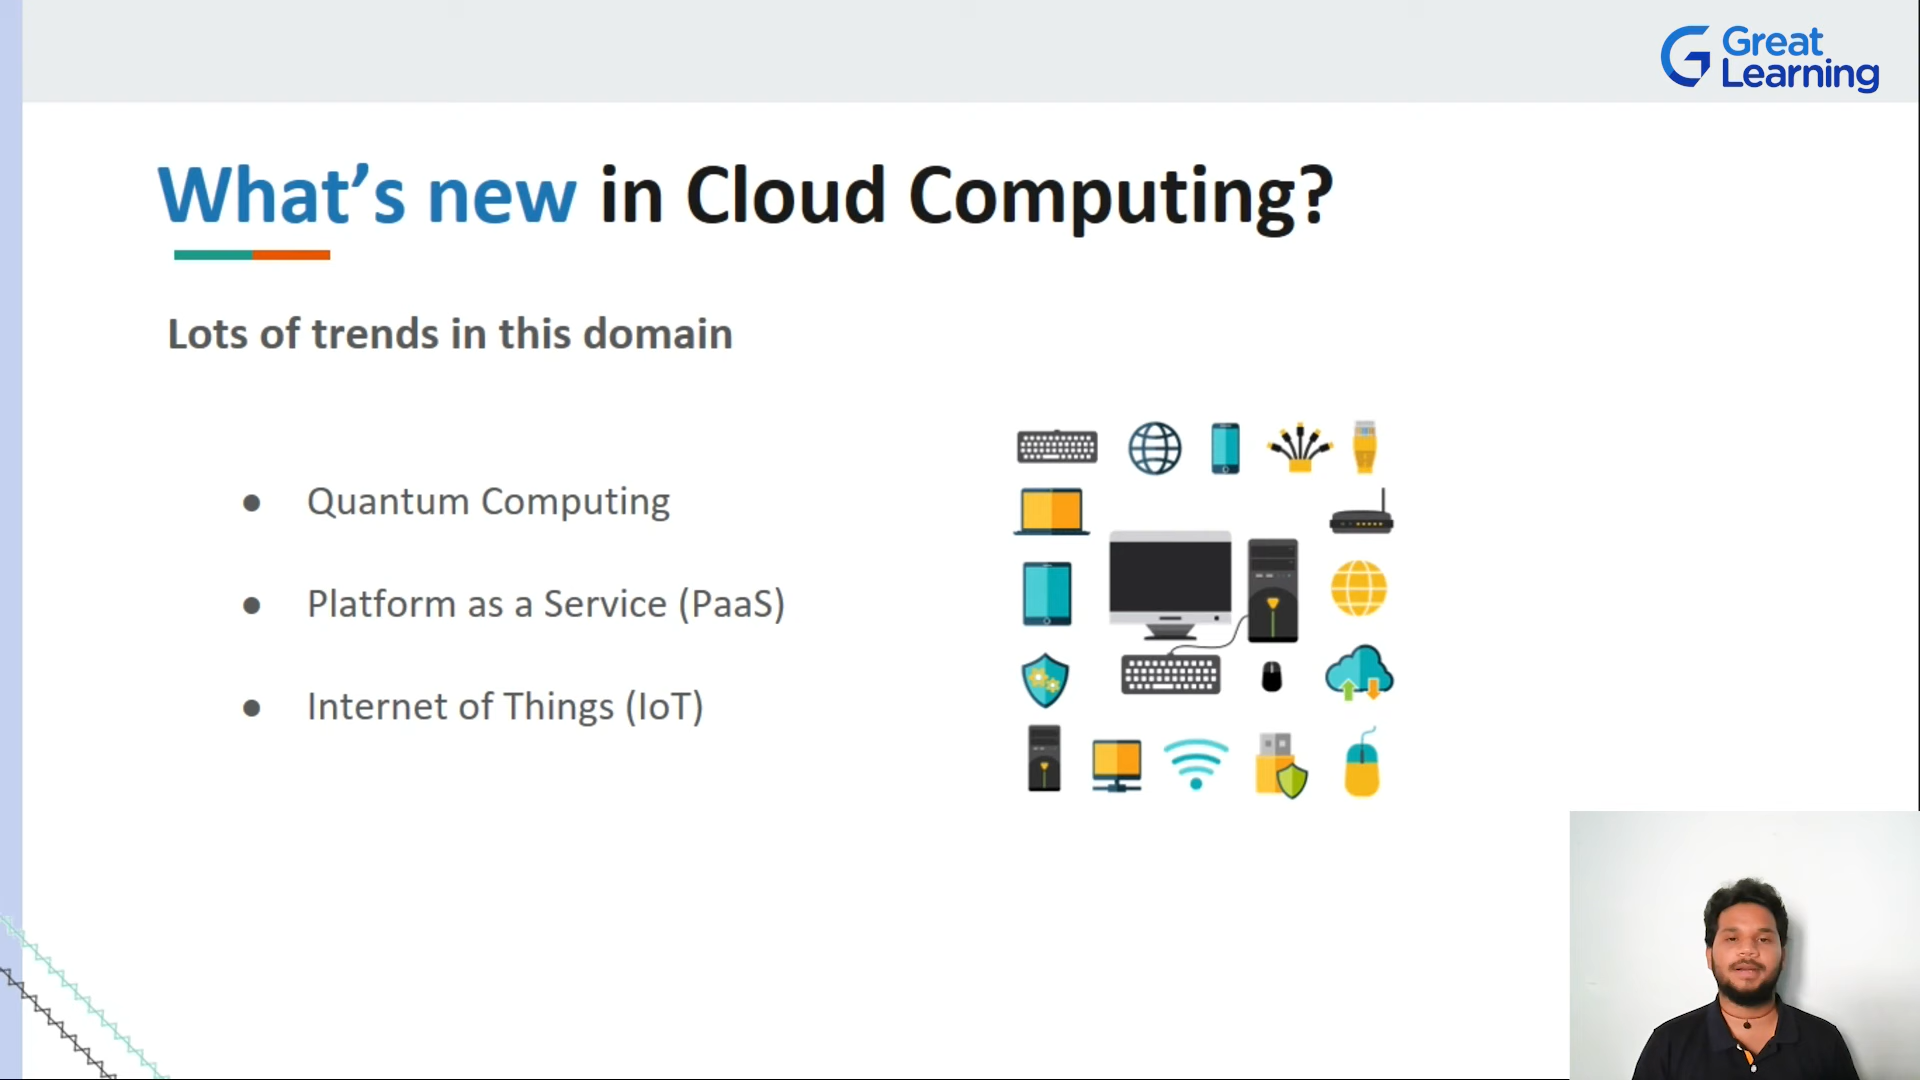 Great
Learning
What's new in Cloud Computing?
Lots of trends in this domain
● Quantum Computing
● Platform as a Service (PaaS)
● Internet of Things (IoT)